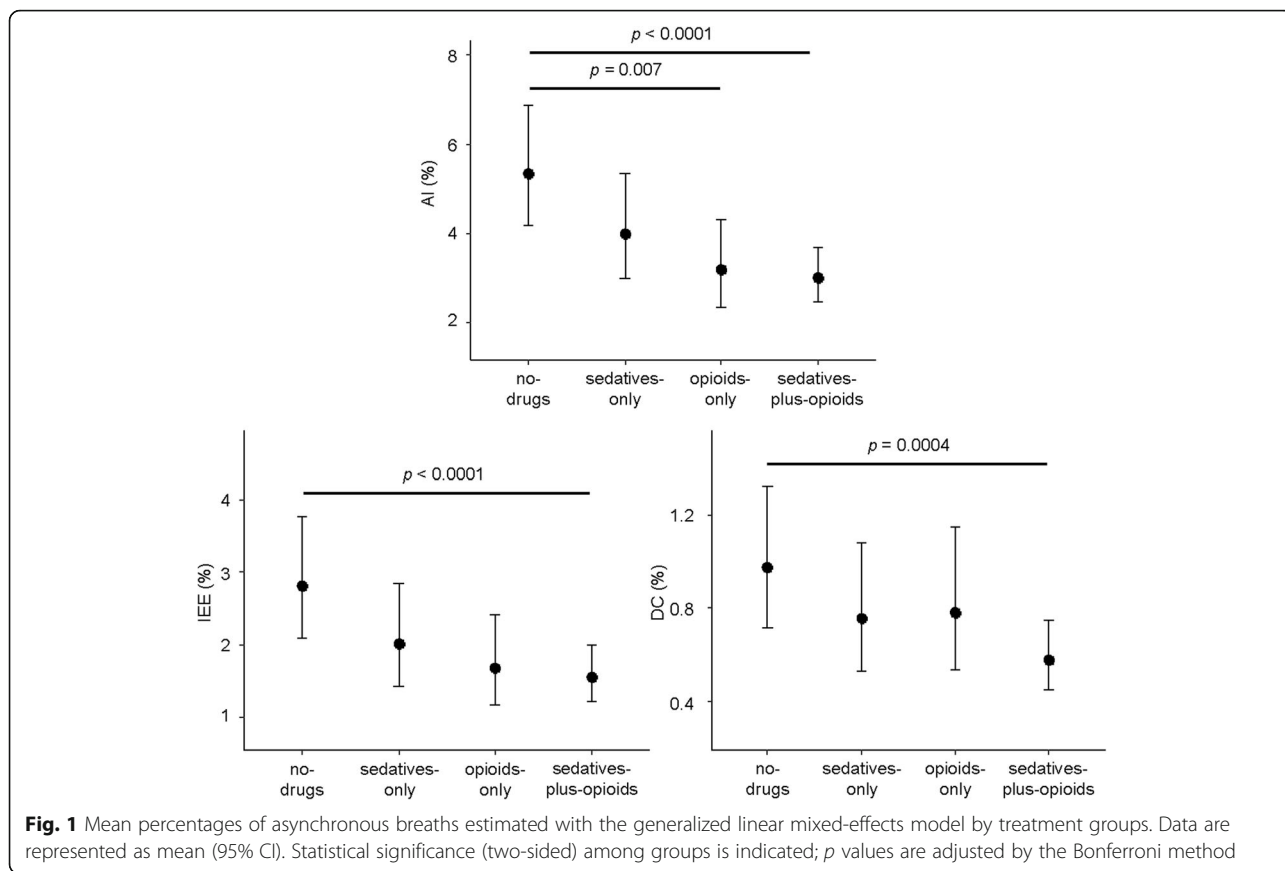 p < 0.0001
p = 0.007
8
6
4
2
AI (%)
no-
drugs
sedatives-
only
opioids-
only
sedatives-
plus-opioids
p < 0.0001
4
3
2
1
IEE (%)
no-
drugs
sedatives-
only
opioids-
only
sedatives-
plus-opioids
p = 0.0004
1.2
0.8
0.4
DC (%)
no-
drugs
sedatives-
only
opioids-
only
sedatives-
plus-opioids
Fig. 1 Mean percentages of asynchronous breaths estimated with the generalized linear mixed-effects model by treatment groups. Data are
represented as mean (95% CI). Statistical significance (two-sided) among groups is indicated; p values are adjusted by the Bonferroni method